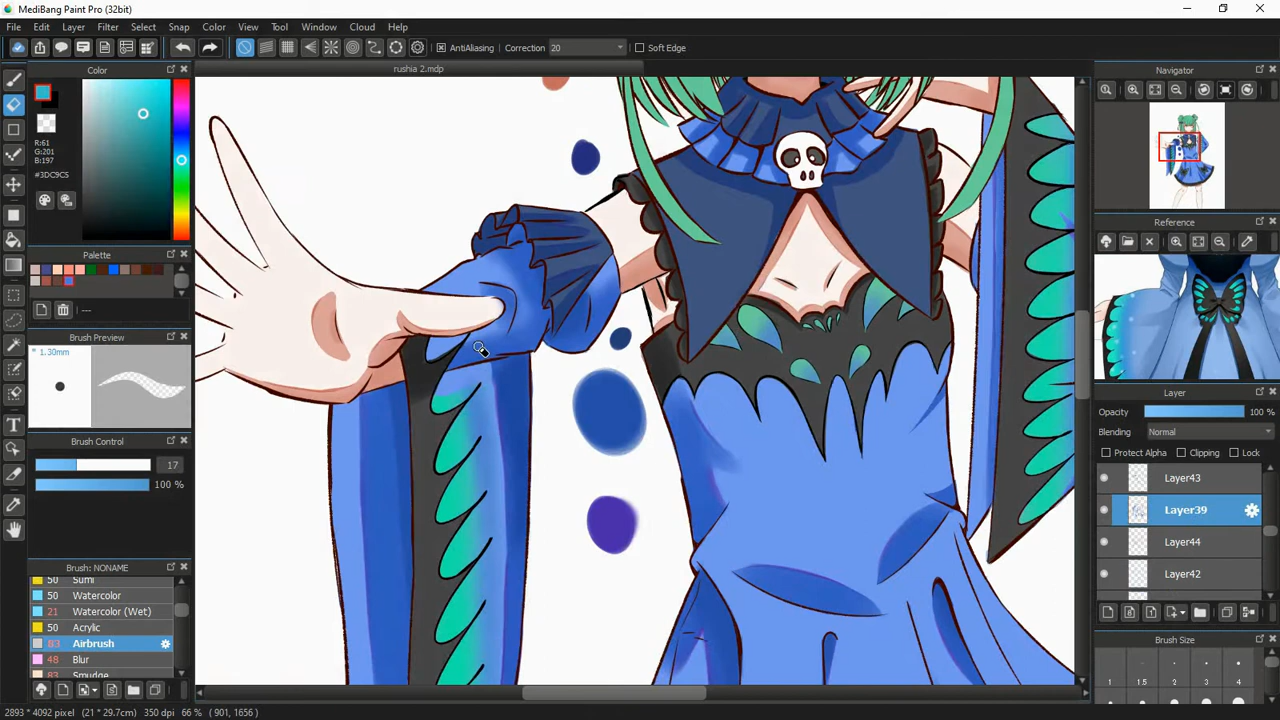 MediBang Paint Pro (32bit)
File Edit Layer Filter Select Snap Color View Tool Window Cloud Help
AntiAliasing Correction 20 Soft Edge
Color
rushia 2.mdp
R:61
G:201
B:197
#3DC9C5
Palette
---
Brush Preview
* 1.30mm
Brush Control
17
100 %
Brush: NONAME
50 Sumi
50 Watercolor
21 Watercolor (Wet)
50 Acrylic
83 Airbrush
48 Blur
83 Smudge
Navigator
Reference
Layer
Opacity 100 %
Blending Normal
Protect Alpha Clipping Lock
Layer43
Layer39
Layer44
Layer42
Brush Size
1 1.5 2 3 4
2893 * 4092 pixel (21 * 29.7cm) 350 dpi 66 % ( 901, 1656 )